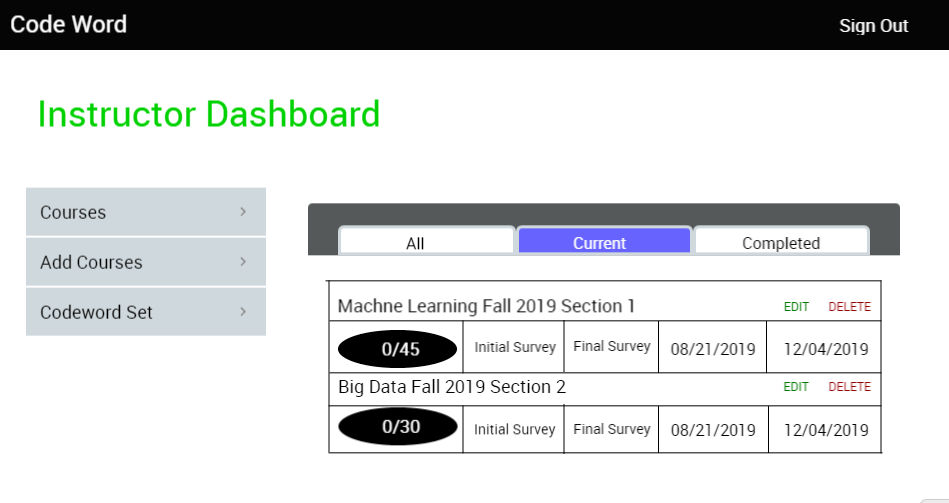 Code Word
Sign Out
Instructor Dashboard
Courses
Add Courses
Codeword Set
All
Current
Completed
Machne Learning Fall 2019 Section 1
EDIT DELETE
0/45 Initial Survey Final Survey 08/21/2019 12/04/2019
Big Data Fall 2019 Section 2
EDIT DELETE
0/30 Initial Survey Final Survey 08/21/2019 12/04/2019